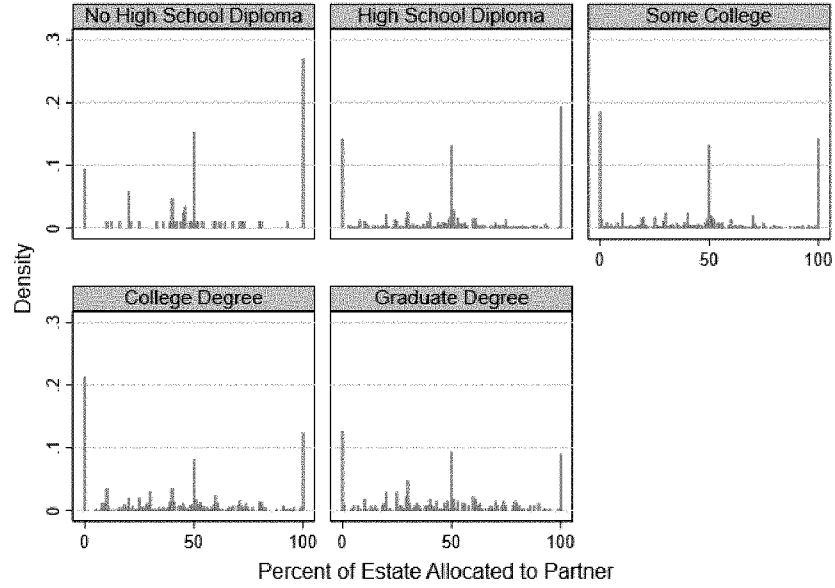 No High School Diploma
High School Diploma
Some College
.3
.2
.1
0
0
50
100
Density
College Degree
Graduate Degree
.3
.2
.1
0
0
50
100
0
50
100
Percent of Estate Allocated to Partner